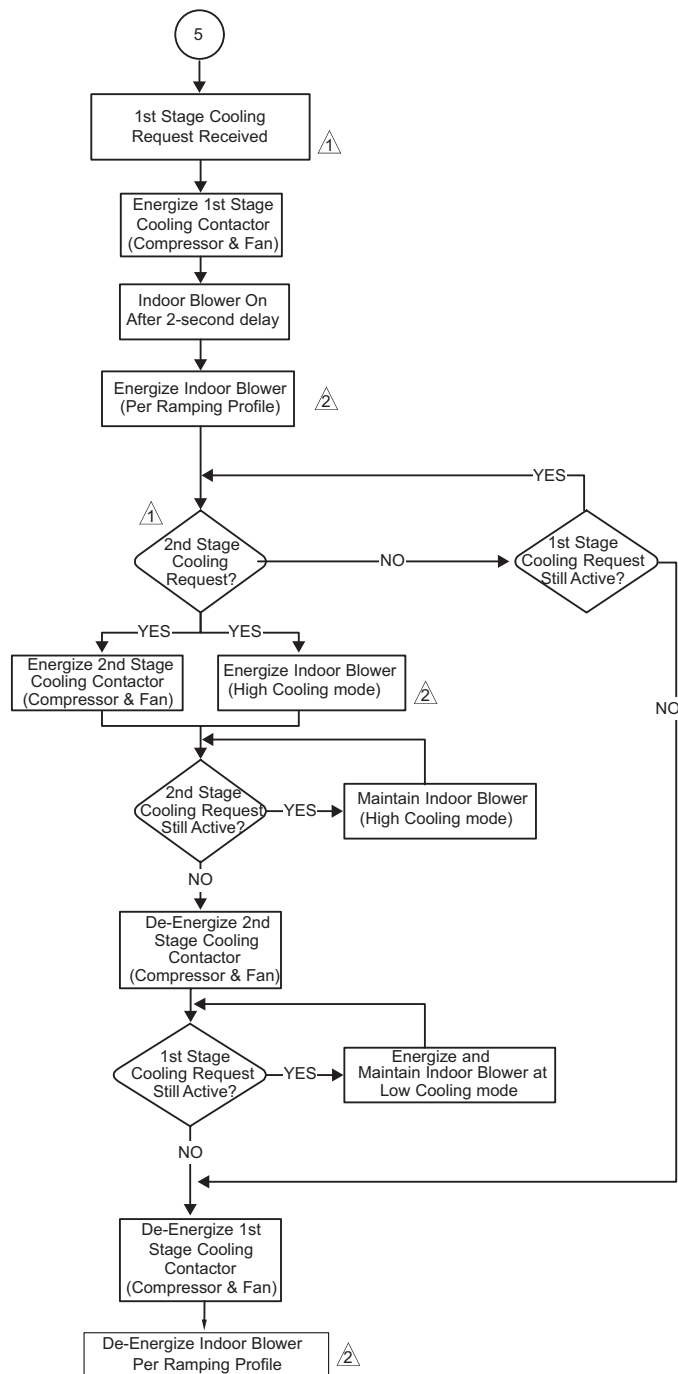 5
1st Stage Cooling
Request Received
1
Energize 1st Stage
Cooling Contactor
(Compressor & Fan)
Indoor Blower On
After 2-second delay
Energize Indoor Blower
(Per Ramping Profile)
2
YES
1
2nd Stage
Cooling
Request?
NO
1st Stage
Cooling Request
Still Active?
YES
YES
Energize 2nd Stage
Cooling Contactor
(Compressor & Fan)
Energize Indoor Blower
(High Cooling mode)
2
NO
2nd Stage
Cooling Request
Still Active?
YES
Maintain Indoor Blower
(High Cooling mode)
NO
De-Energize 2nd
Stage Cooling
Contactor
(Compressor & Fan)
1st Stage
Cooling Request
Still Active?
YES
Energize and
Maintain Indoor Blower at
Low Cooling mode
NO
De-Energize 1st
Stage Cooling
Contactor
(Compressor & Fan)
De-Energize Indoor Blower
Per Ramping Profile
2